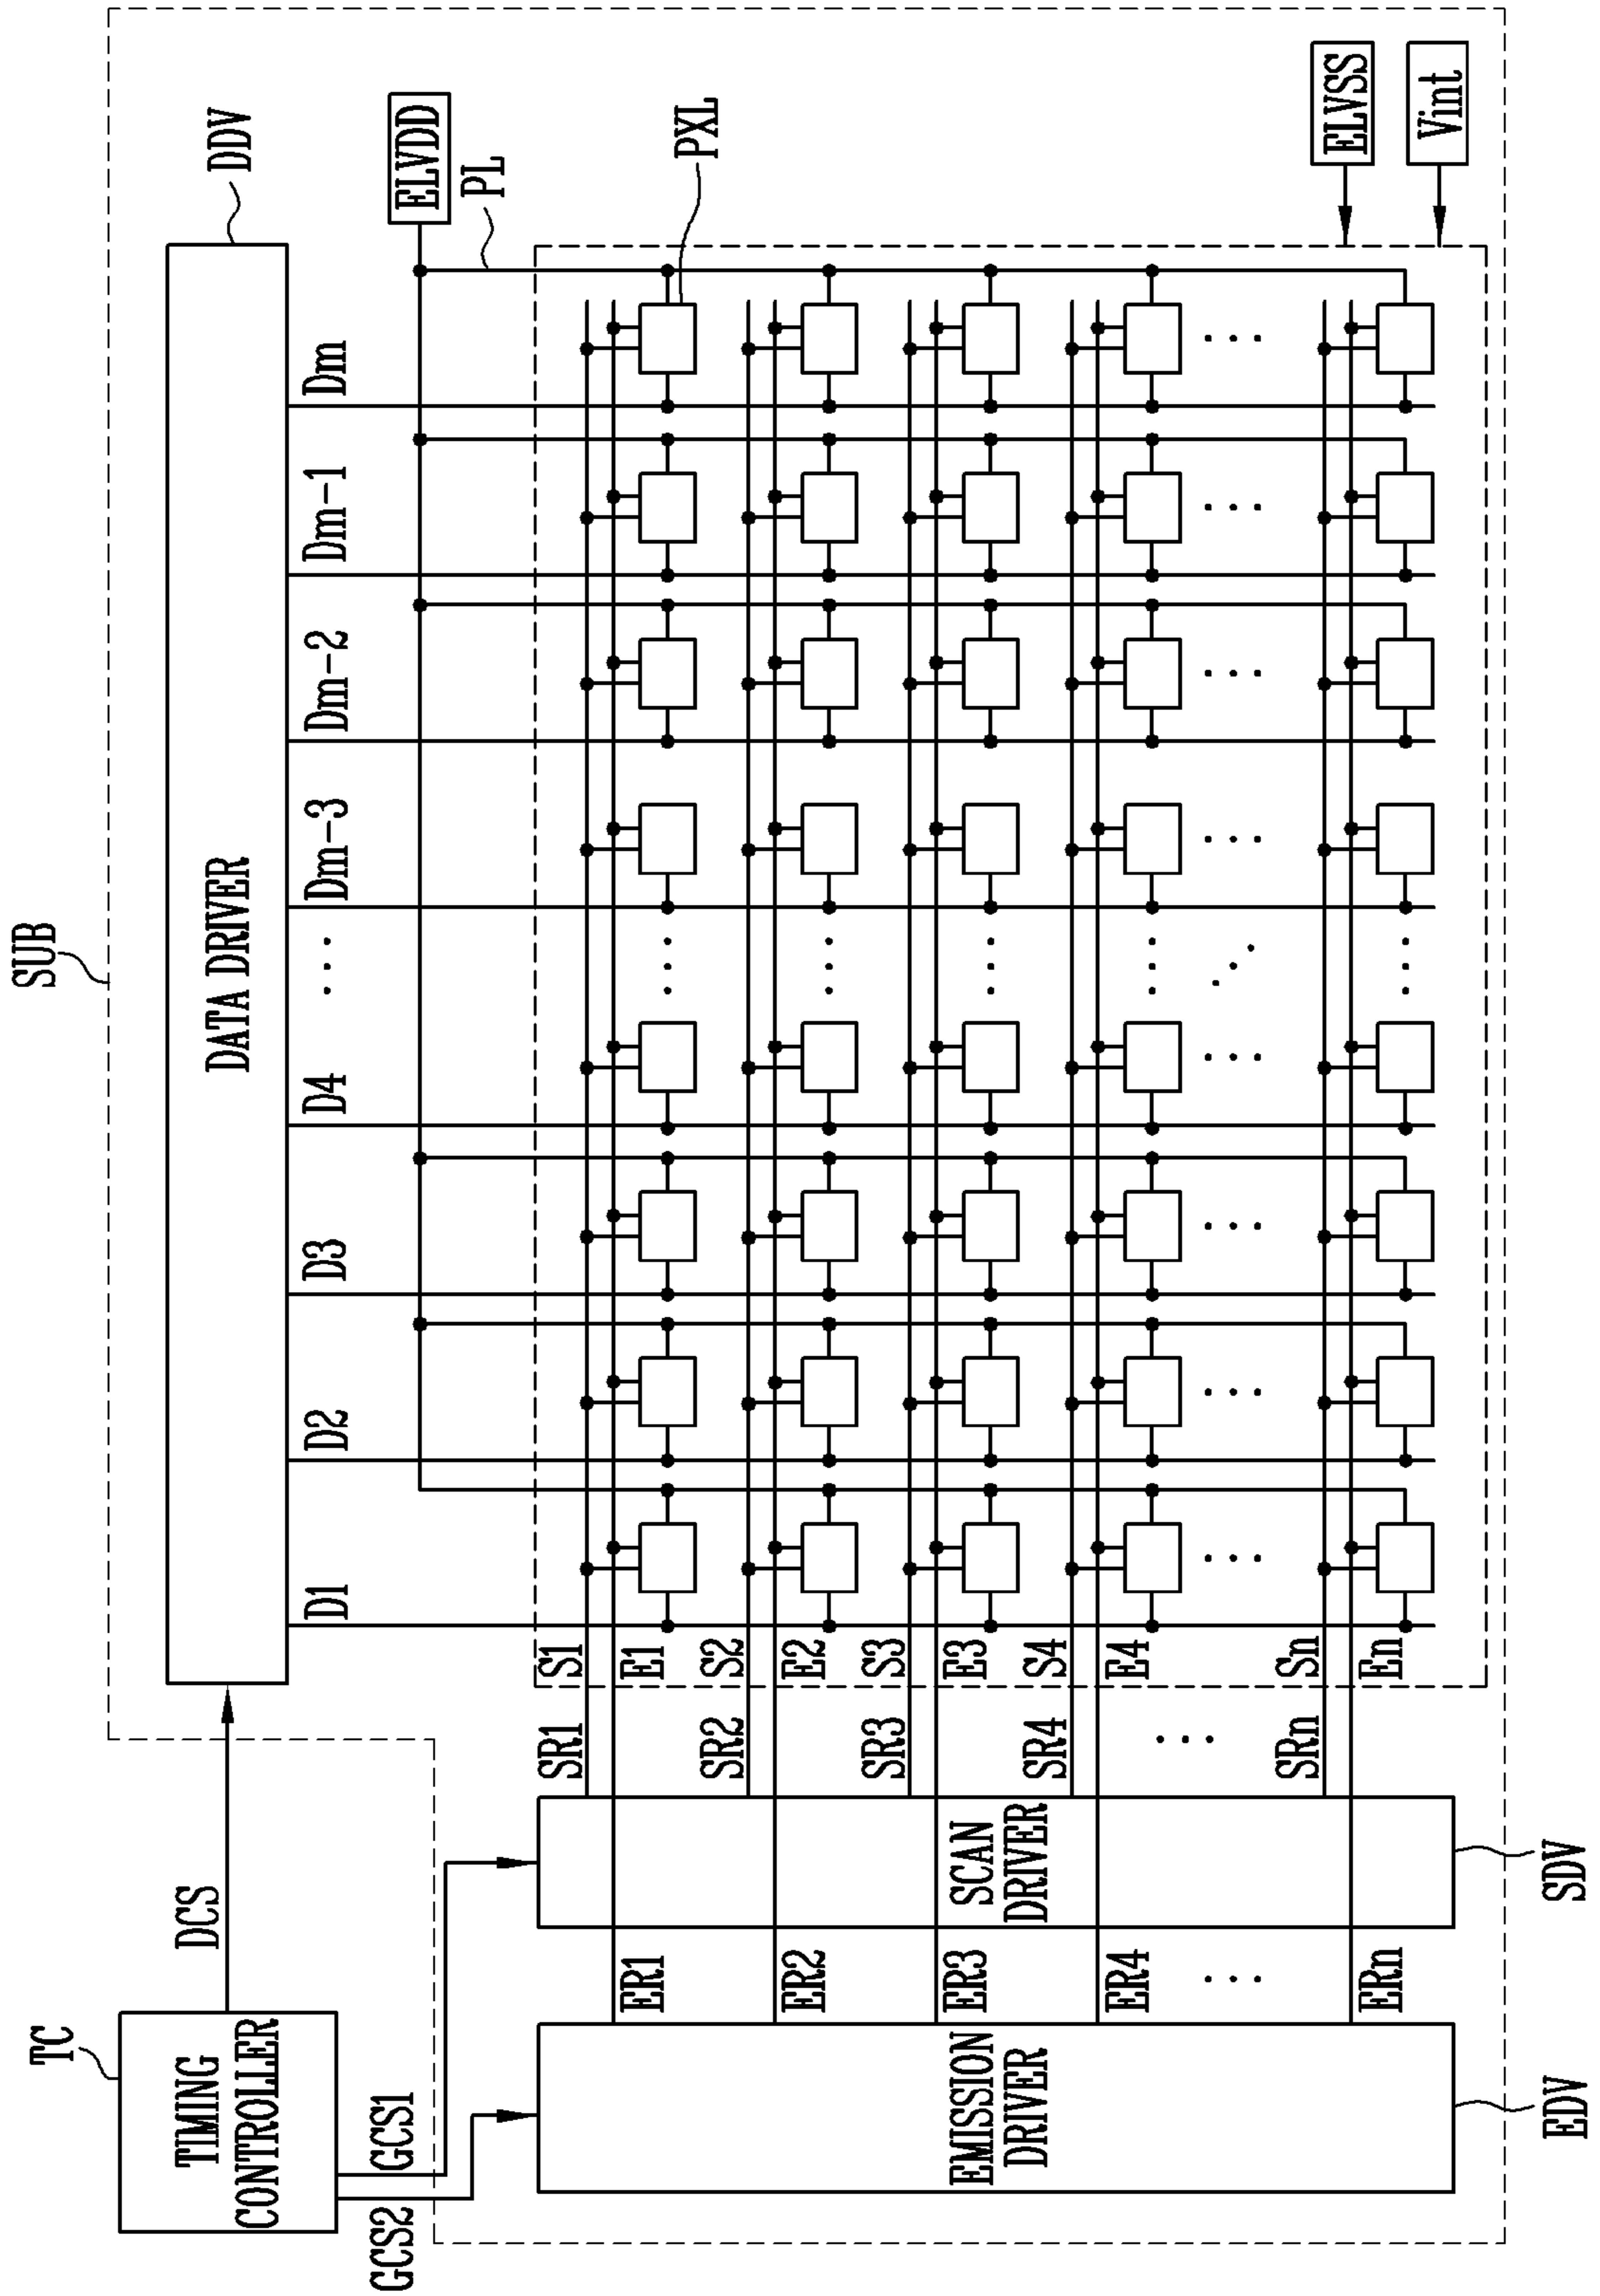 SUB
TC
TIMING
CONTROLLER
DCS
GCS1
GCS2
DATA DRIVER
DDV
D1
D2
D3
D4
...
Dm-3
Dm-2
Dm-1
Dm
ELVDD
PL
PXL
EMISSION
DRIVER
EDV
SCAN
DRIVER
SDV
SR1
S1
ER1
E1
SR2
S2
ER2
E2
SR3
S3
ER3
E3
SR4
S4
ER4
E4
...
SRn
Sn
ERn
En
ELVSS
Vint